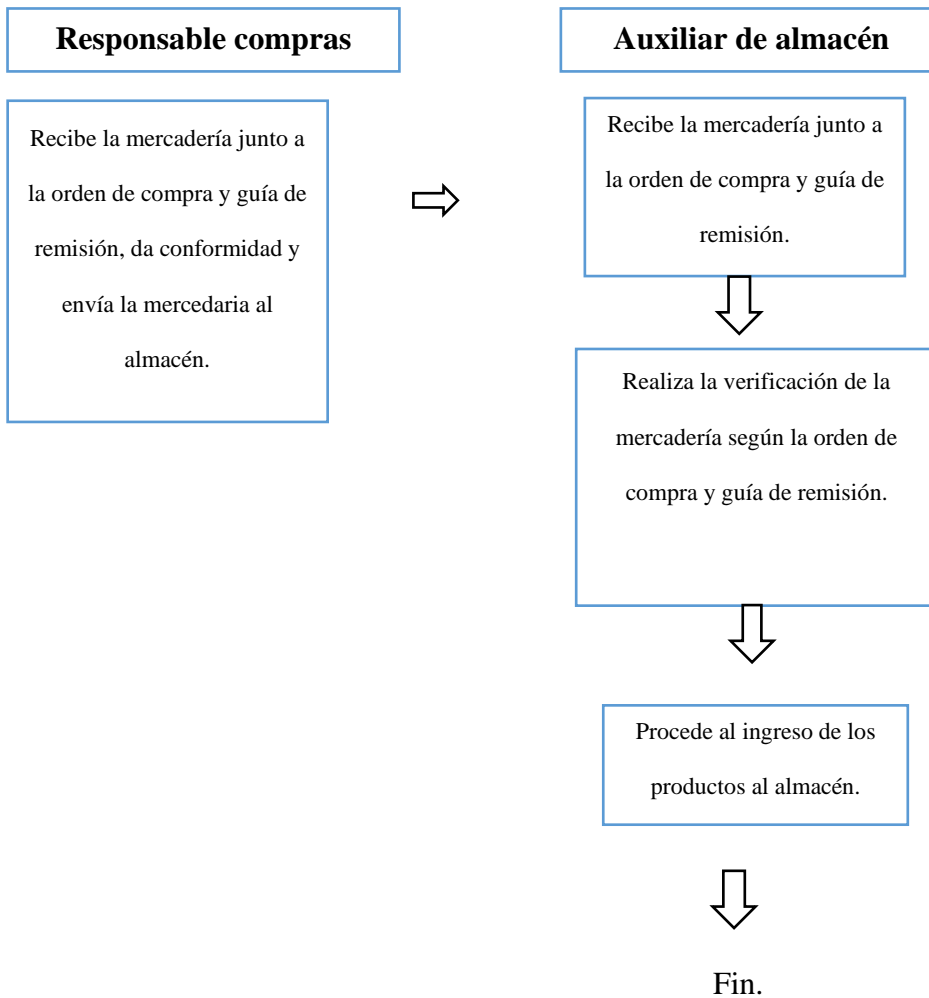 Responsable compras
Recibe la mercadería junto a
la orden de compra y guía de
remisión, da conformidad y
envía la mercedaria al
almacén.
Auxiliar de almacén
Recibe la mercadería junto a
la orden de compra y guía de
remisión.
Realiza la verificación de la
mercadería según la orden de
compra y guía de remisión.
Procede al ingreso de los
productos al almacén.
Fin.